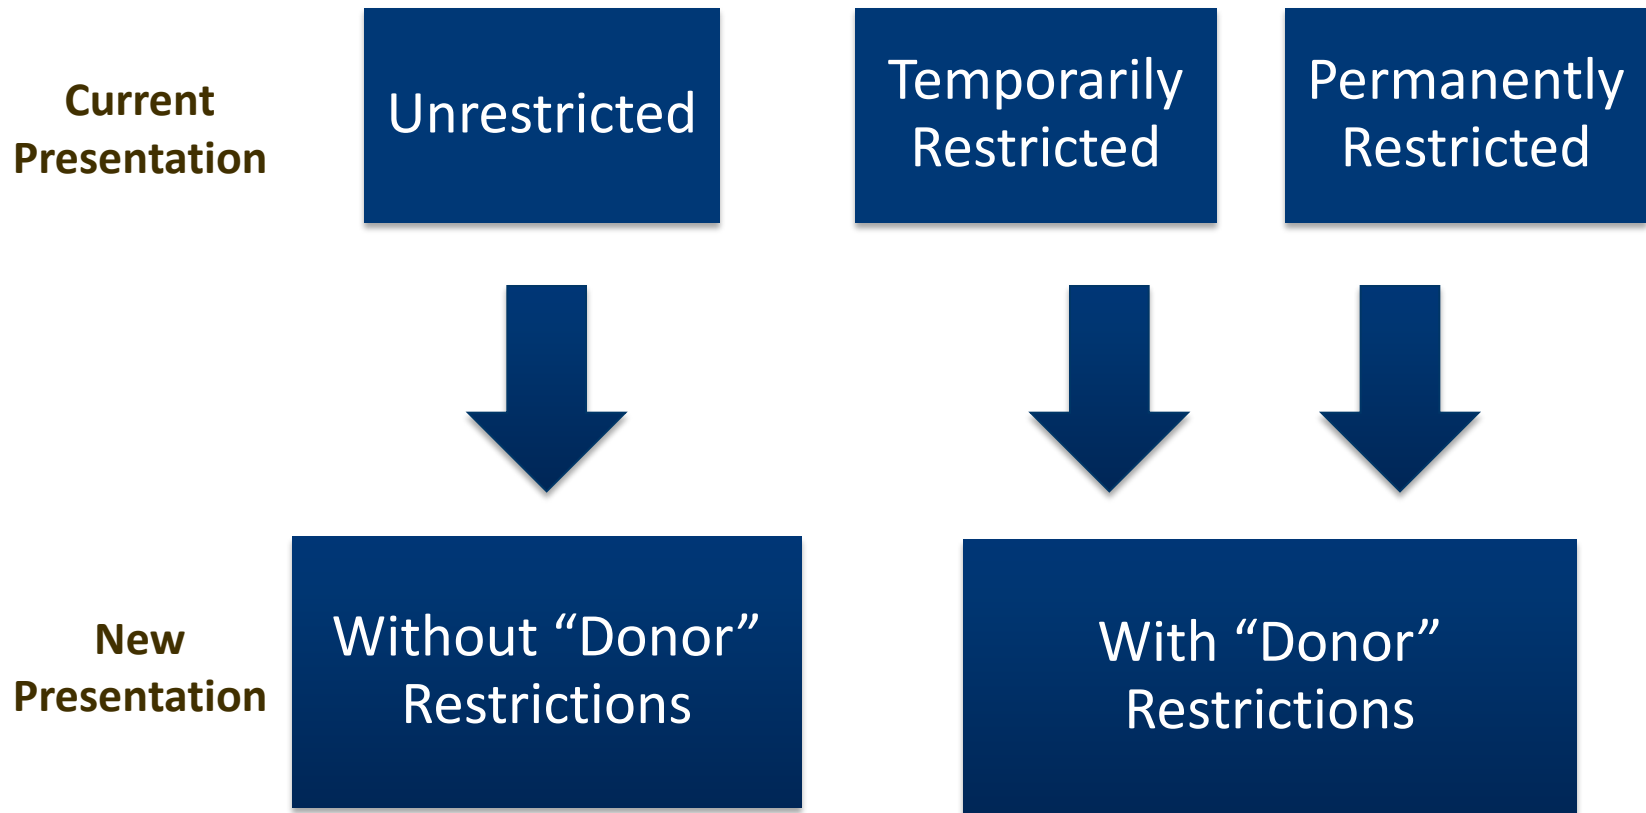 Current
Presentation
Unrestricted
Temporarily
Restricted
Permanently
Restricted
New
Presentation
Without “Donor”
Restrictions
With “Donor”
Restrictions